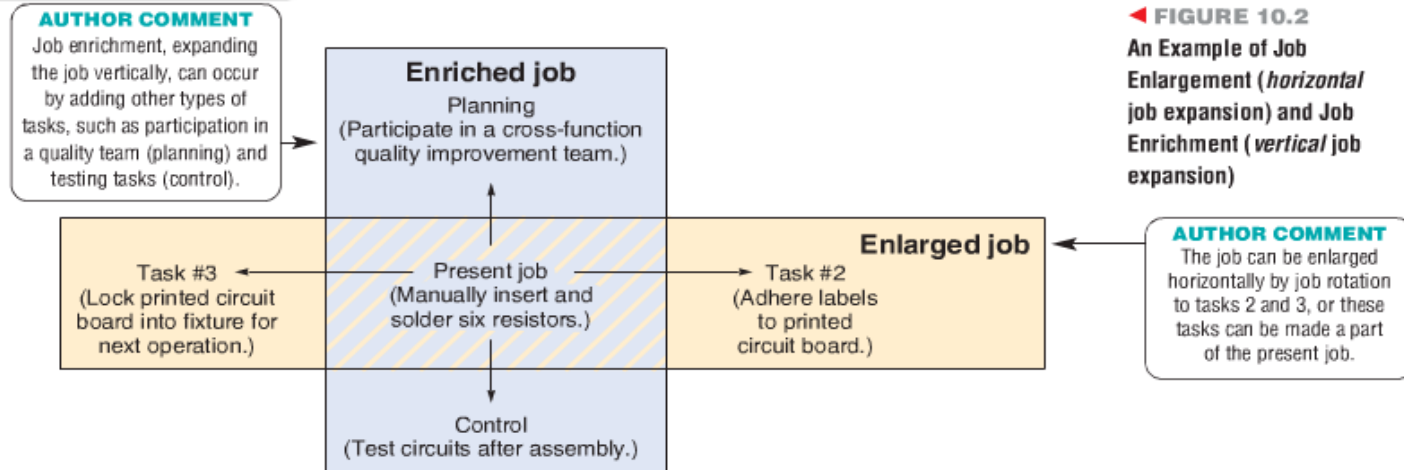 AUTHOR COMMENT
Job enrichment, expanding
the job vertically, can occur
by adding other types of
tasks, such as participation in
a quality team (planning) and
testing tasks (control).
Enriched job
Planning
(Participate in a cross-function
quality improvement team.)
FIGURE 10.2
An Example of Job
Enlargement (horizontal
job expansion) and Job
Enrichment (vertical job
expansion)
Enlarged job
Task #3
(Lock printed circuit
board into fixture for
next operation.)
Present job
(Manually insert and
solder six resistors.)
Task #2
(Adhere labels
to printed
circuit board.)
AUTHOR COMMENT
The job can be enlarged
horizontally by job rotation
to tasks 2 and 3, or these
tasks can be made a part
of the present job.
Control
(Test circuits after assembly.)